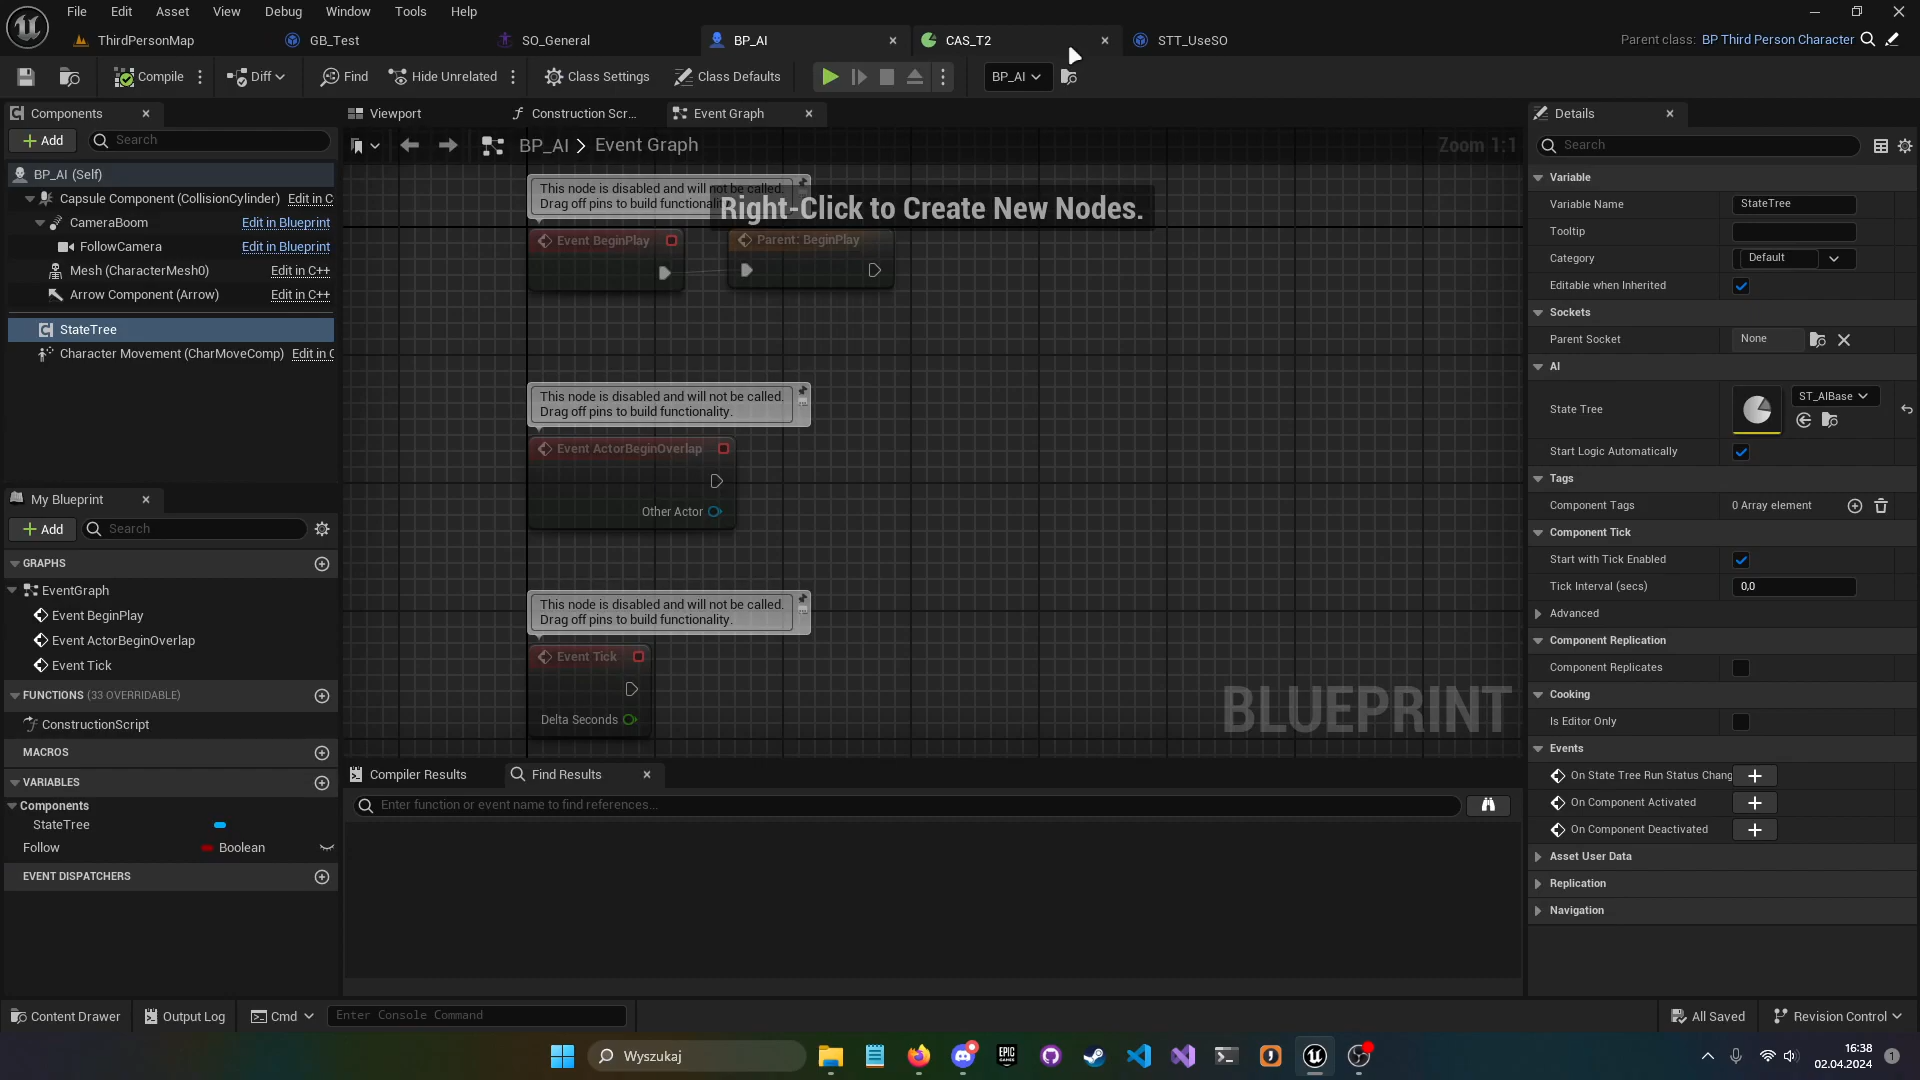 File Edit Asset View Debug Window Tools Help
ThirdPersonMap GB_Test SO_General BP_AI CAS_T2 STT_UseSO
Parent class: BP Third Person Character
Compile Diff Find Hide Unrelated Class Settings Class Defaults BP_AI
Components
Add Search
BP_AI (Self)
Capsule Component (CollisionCylinder) Edit in C
CameraBoom Edit in Blueprint
FollowCamera Edit in Blueprint
Mesh (CharacterMesh0) Edit in C++
Arrow Component (Arrow) Edit in C++
StateTree
Character Movement (CharMoveComp) Edit in C
My Blueprint
Add Search
GRAPHS
EventGraph
Event BeginPlay
Event ActorBeginOverlap
Event Tick
FUNCTIONS (33 OVERRIDABLE)
ConstructionScript
MACROS
VARIABLES
Components
StateTree
Follow Boolean
EVENT DISPATCHERS
Viewport Construction Scr... Event Graph
BP_AI > Event Graph Zoom 1:1
Right-Click to Create New Nodes.
This node is disabled and will not be called.
Drag off pins to build functionality.
Event BeginPlay Parent: BeginPlay
This node is disabled and will not be called.
Drag off pins to build functionality.
Event ActorBeginOverlap
Other Actor
This node is disabled and will not be called.
Drag off pins to build functionality.
Event Tick
Delta Seconds
BLUEPRINT
Compiler Results Find Results
Enter function or event name to find references...
Details
Search
Variable
Variable Name StateTree
Tooltip
Category Default
Editable when Inherited
Sockets
Parent Socket None
AI
State Tree ST_AIBase
Start Logic Automatically
Tags
Component Tags 0 Array element
Component Tick
Start with Tick Enabled
Tick Interval (secs) 0,0
Advanced
Component Replication
Component Replicates
Cooking
Is Editor Only
Events
On State Tree Run Status Chang
On Component Activated
On Component Deactivated
Asset User Data
Replication
Navigation
Content Drawer Output Log Cmd Enter Console Command All Saved Revision Control
Wyszukaj
EPIC
GAMES
16:38
02.04.2024
1